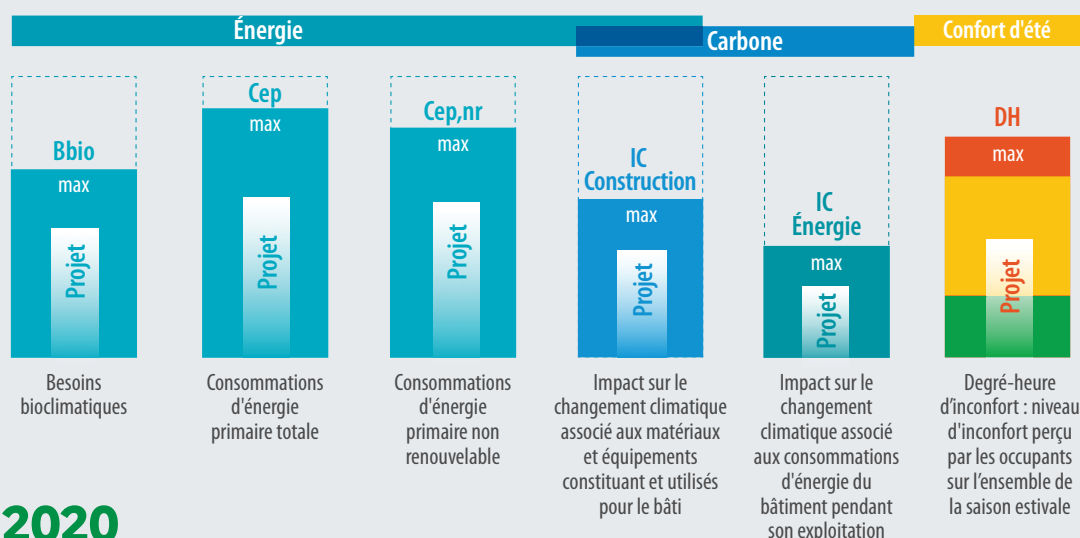 Énergie
Carbone
Confort d'été
Bbio
max
Projet
Besoins
bioclimatiques
Cep
max
Projet
Consommations
d'énergie
primaire totale
Cep,nr
max
Projet
Consommations
d'énergie
primaire non
renouvelable
IC
Construction
max
Projet
Impact sur le
changement climatique
associé aux matériaux
et équipements
constituant et utilisés
pour le bâti
IC
Énergie
max
Projet
Impact sur le
changement
climatique associé
aux consommations
d'énergie du
bâtiment pendant
son exploitation
DH
max
Projet
Degré-heure
d’inconfort : niveau
d'inconfort perçu
par les occupants
sur l’ensemble de
la saison estivale
2020